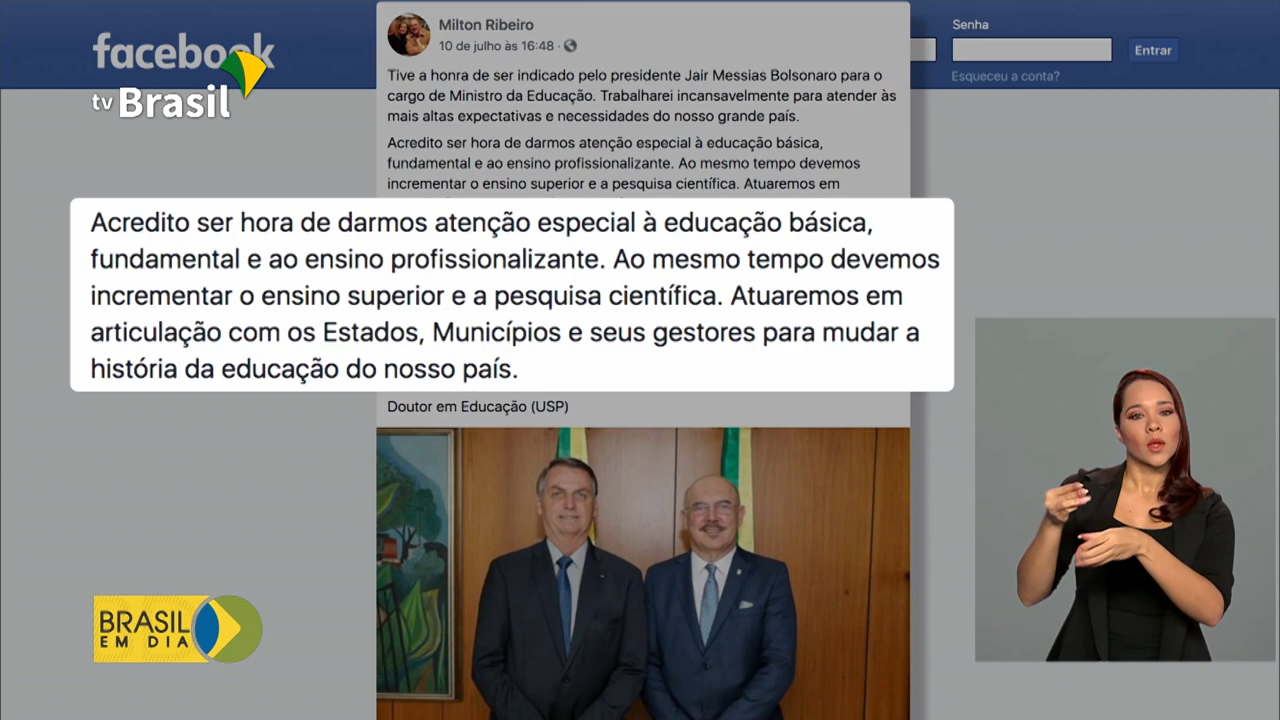 facebook
tv Brasil
Milton Ribeiro
10 de julho às 16:48 ·
Tive a honra de ser indicado pelo presidente Jair Messias Bolsonaro para o
cargo de Ministro da Educação. Trabalharei incansavelmente para atender às
mais altas expectativas e necessidades do nosso grande país.
Acredito ser hora de darmos atenção especial à educação básica,
fundamental e ao ensino profissionalizante. Ao mesmo tempo devemos
incrementar o ensino superior e a pesquisa científica. Atuaremos em
Senha
Entrar
Esqueceu a conta?
Acredito ser hora de darmos atenção especial à educação básica,
fundamental e ao ensino profissionalizante. Ao mesmo tempo devemos
incrementar o ensino superior e a pesquisa científica. Atuaremos em
articulação com os Estados, Municípios e seus gestores para mudar a
história da educação do nosso país.
Doutor em Educação (USP)
BRASIL
EM DIA